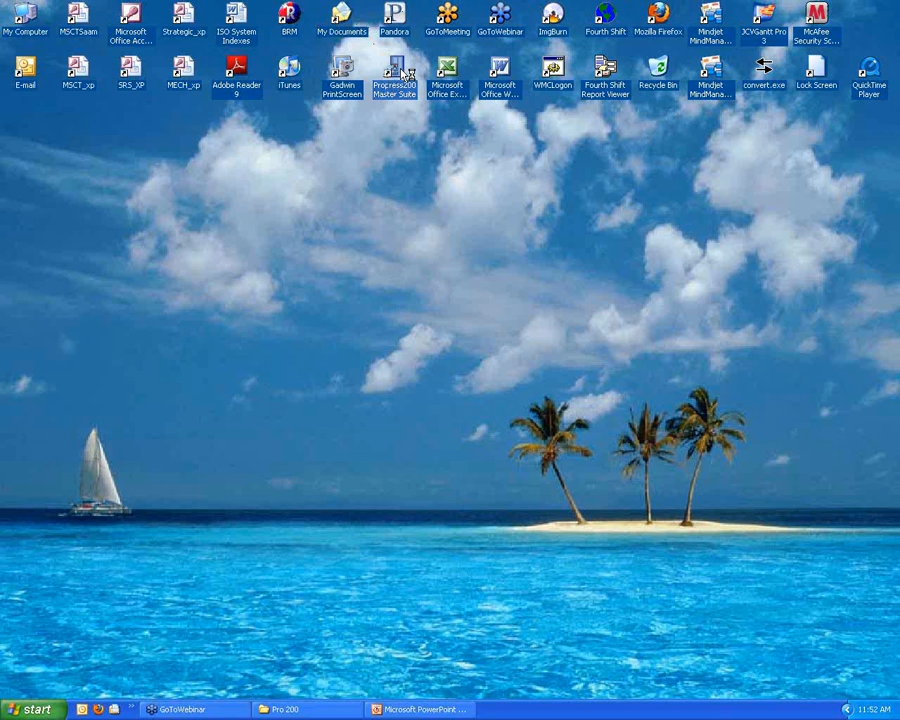 My Computer
MSCTSaam
Microsoft
Office Acc...
Strategic_xp
ISO System
Indexes
BRM
My Documents
Pandora
GoToMeeting
GoToWebinar
ImgBurn
Fourth Shift
Mozilla Firefox
Mindjet
MindMana...
JCVGantt Pro
3
McAfee
Security Sc...
E-mail
MSCT_xp
SRS_XP
MECH_xp
Adobe Reader
9
iTunes
Gadwin
PrintScreen
Propress200
Master Suite
Microsoft
Office Ex...
Microsoft
Office W...
WMCLogon
Fourth Shift
Report Viewer
Recycle Bin
Mindjet
MindMana...
convert.exe
Lock Screen
QuickTime
Player
start
GoToWebinar
Pro 200
Microsoft PowerPoint ...
11:52 AM